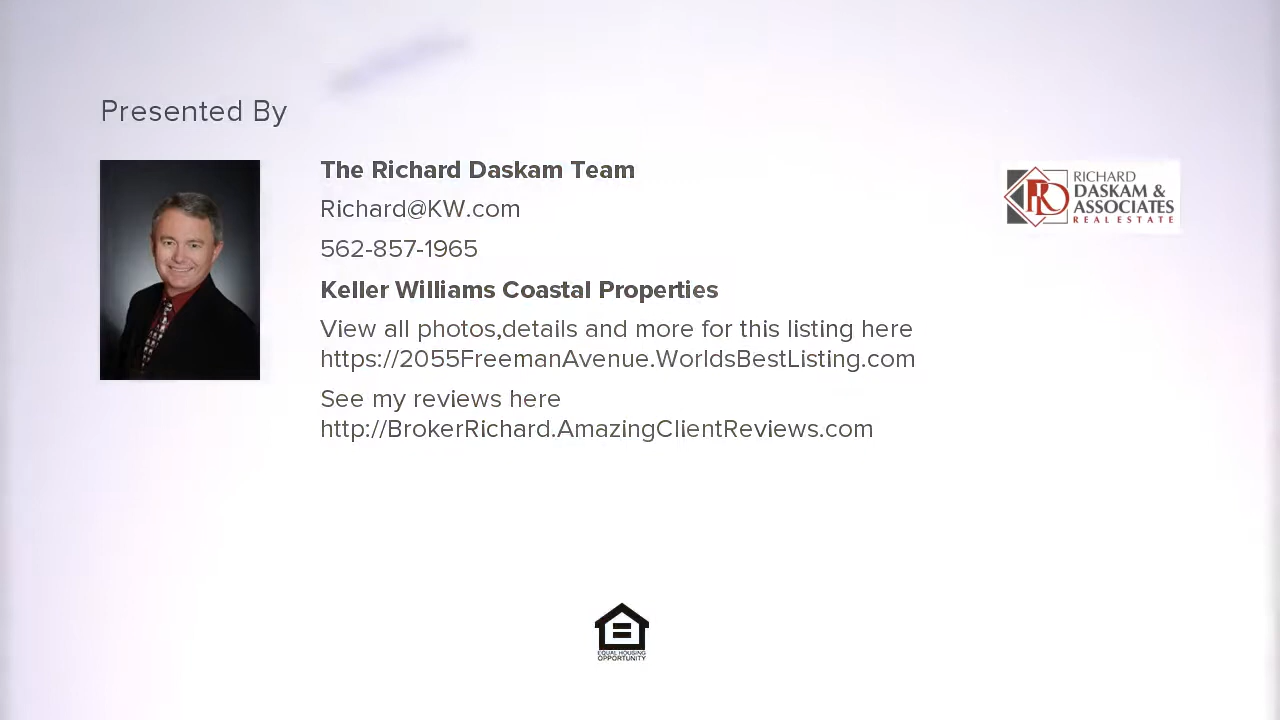 Presented By
The Richard Daskam Team
Richard@KW.com
562-857-1965
Keller Williams Coastal Properties
View all photos,details and more for this listing here
https://2055FreemanAvenue.WorldsBestListing.com
See my reviews here
http://BrokerRichard.AmazingClientReviews.com
RICHARD
DASKAM &
ASSOCIATES
REAL ESTATE
EQUAL HOUSING
OPPORTUNITY